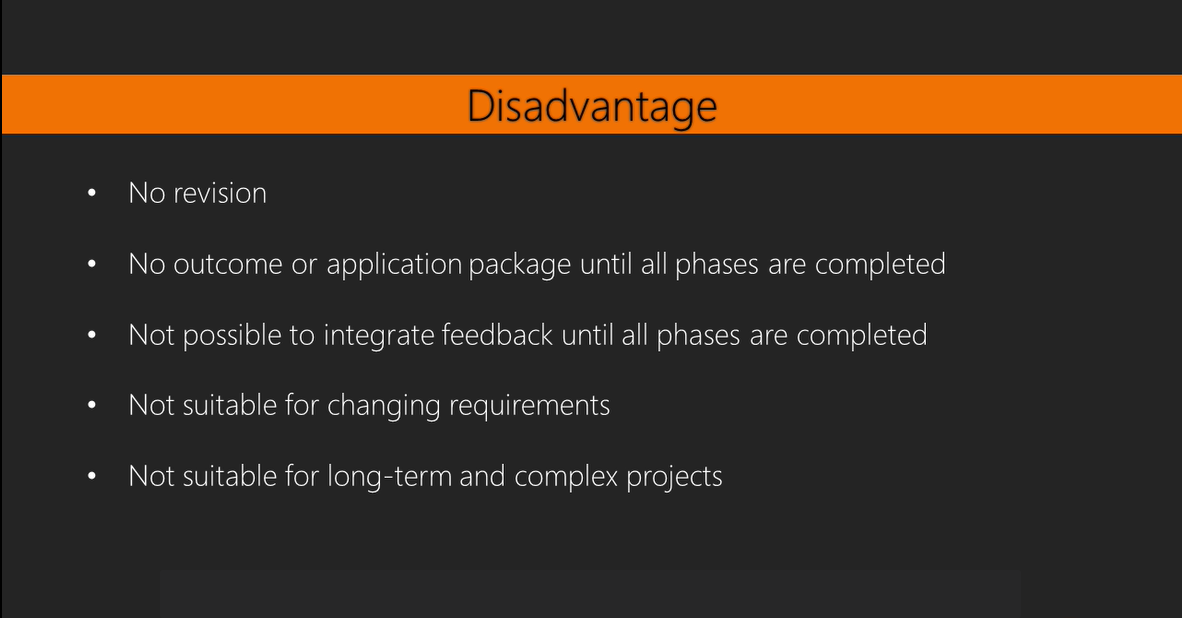 Disadvantage
• No revision
• No outcome or application package until all phases are completed
• Not possible to integrate feedback until all phases are completed
• Not suitable for changing requirements
• Not suitable for long-term and complex projects